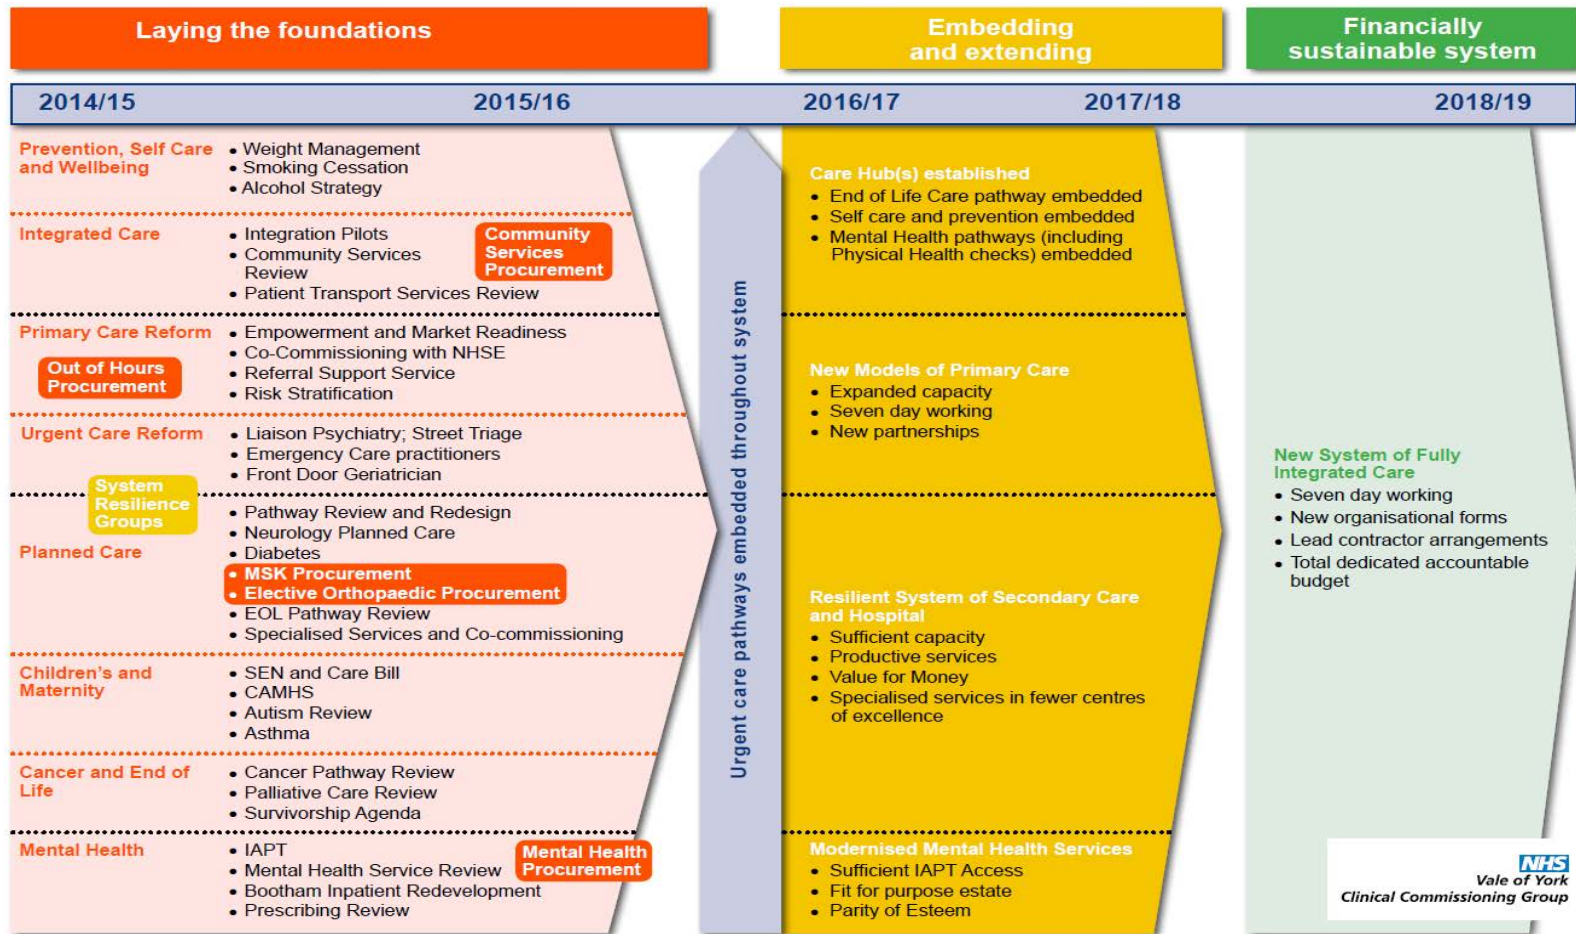 Laying the foundations
Embedding
and extending
Financially
sustainable system
2014/15
2015/16
2016/17
2017/18
2018/19
Prevention, Self Care
and Wellbeing
• Weight Management
• Smoking Cessation
• Alcohol Strategy
Integrated Care
• Integration Pilots
• Community Services
Review
• Patient Transport Services Review
Community
Services
Procurement
Primary Care Reform
Out of Hours
Procurement
• Empowerment and Market Readiness
• Co-Commissioning with NHSE
• Referral Support Service
• Risk Stratification
Urgent Care Reform
• Liaison Psychiatry; Street Triage
• Emergency Care practitioners
• Front Door Geriatrician
System
Resilience
Groups
Planned Care
• Pathway Review and Redesign
• Neurology Planned Care
• Diabetes
• MSK Procurement
• Elective Orthopaedic Procurement
• EOL Pathway Review
• Specialised Services and Co-commissioning
Children's and
Maternity
• SEN and Care Bill
• CAMHS
• Autism Review
• Asthma
Cancer and End of
Life
• Cancer Pathway Review
• Palliative Care Review
• Survivorship Agenda
Mental Health
• IAPT
• Mental Health Service Review
• Bootham Inpatient Redevelopment
• Prescribing Review
Mental Health
Procurement
Urgent care pathways embedded throughout system
Care Hub(s) established
• End of Life Care pathway embedded
• Self care and prevention embedded
• Mental Health pathways (including
Physical Health checks) embedded
New Models of Primary Care
• Expanded capacity
• Seven day working
• New partnerships
Resilient System of Secondary Care
and Hospital
• Sufficient capacity
• Productive services
• Value for Money
• Specialised services in fewer centres
of excellence
Modernised Mental Health Services
• Sufficient IAPT Access
• Fit for purpose estate
• Parity of Esteem
New System of Fully
Integrated Care
• Seven day working
• New organisational forms
• Lead contractor arrangements
• Total dedicated accountable
budget
NHS
Vale of York
Clinical Commissioning Group